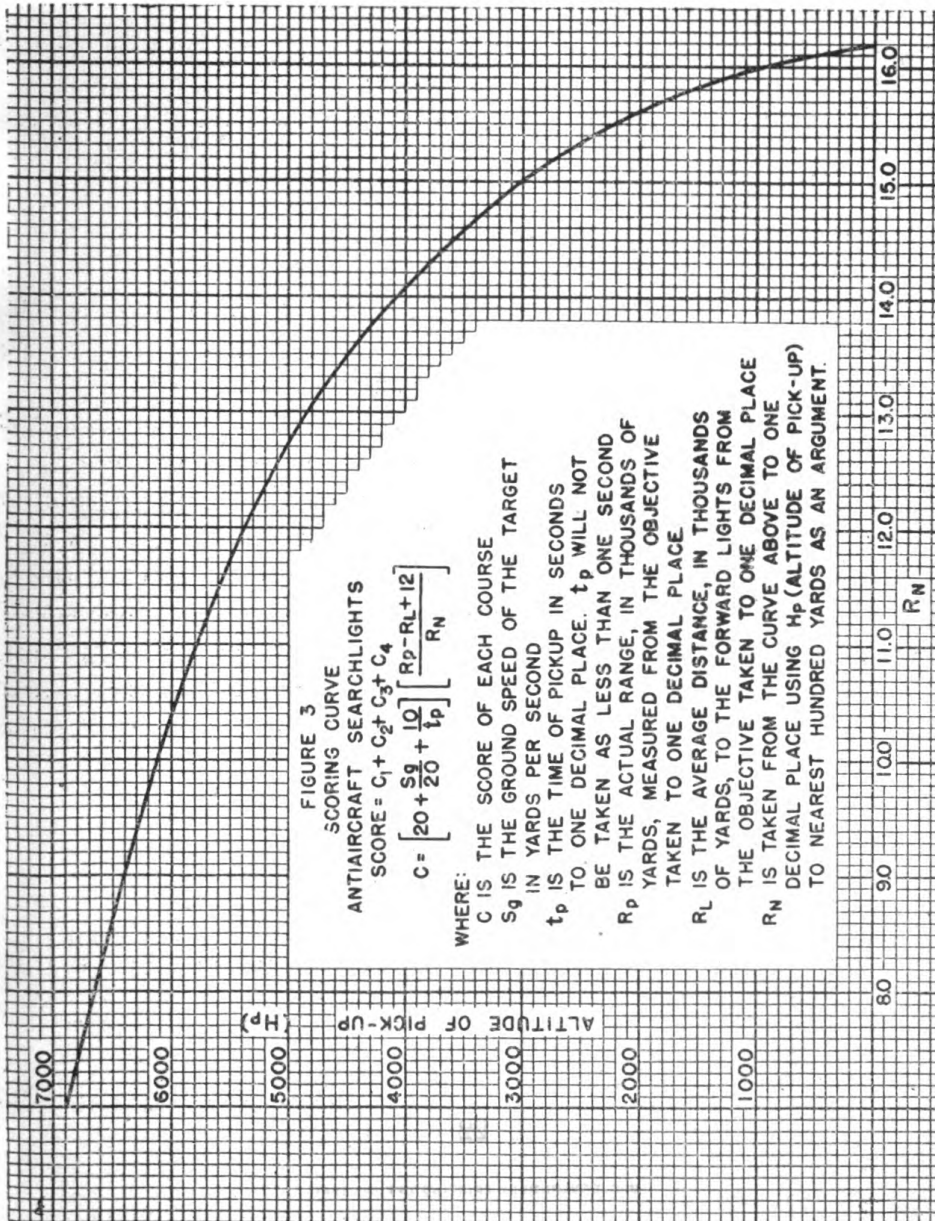 7000
6000
5000
4000
3000
2000
1000
ALTITUDE OF PICK-UP (Hp)
FIGURE 3
SCORING CURVE
ANTIAIRCRAFT SEARCHLIGHTS
SCORE = C₁ + C₂ + C₃ + C₄
C = [20 + Sg/20 + 10/tp] [Rp-RL+12/RN]
WHERE:
C IS THE SCORE OF EACH COURSE
Sg IS THE GROUND SPEED OF THE TARGET
IN YARDS PER SECOND
tp IS THE TIME OF PICKUP IN SECONDS
TO ONE DECIMAL PLACE. tp WILL NOT
BE TAKEN AS LESS THAN ONE SECOND
Rp IS THE ACTUAL RANGE, IN THOUSANDS OF
YARDS, MEASURED FROM THE OBJECTIVE
TAKEN TO ONE DECIMAL PLACE
RL IS THE AVERAGE DISTANCE, IN THOUSANDS
OF YARDS, TO THE FORWARD LIGHTS FROM
THE OBJECTIVE TAKEN TO ONE DECIMAL PLACE
RN IS TAKEN FROM THE CURVE ABOVE TO ONE
DECIMAL PLACE USING Hp (ALTITUDE OF PICK-UP)
TO NEAREST HUNDRED YARDS AS AN ARGUMENT.
8.0 9.0 10.0 11.0 12.0 13.0 14.0 15.0 16.0
RN